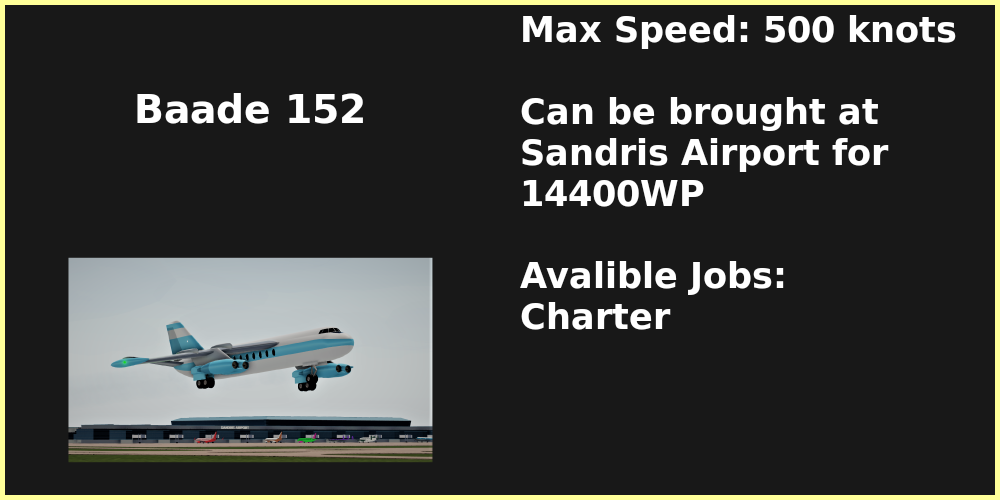 Max Speed: 500 knots
Baade 152
Can be brought at
Sandris Airport for
14400WP
Avalible Jobs:
Charter